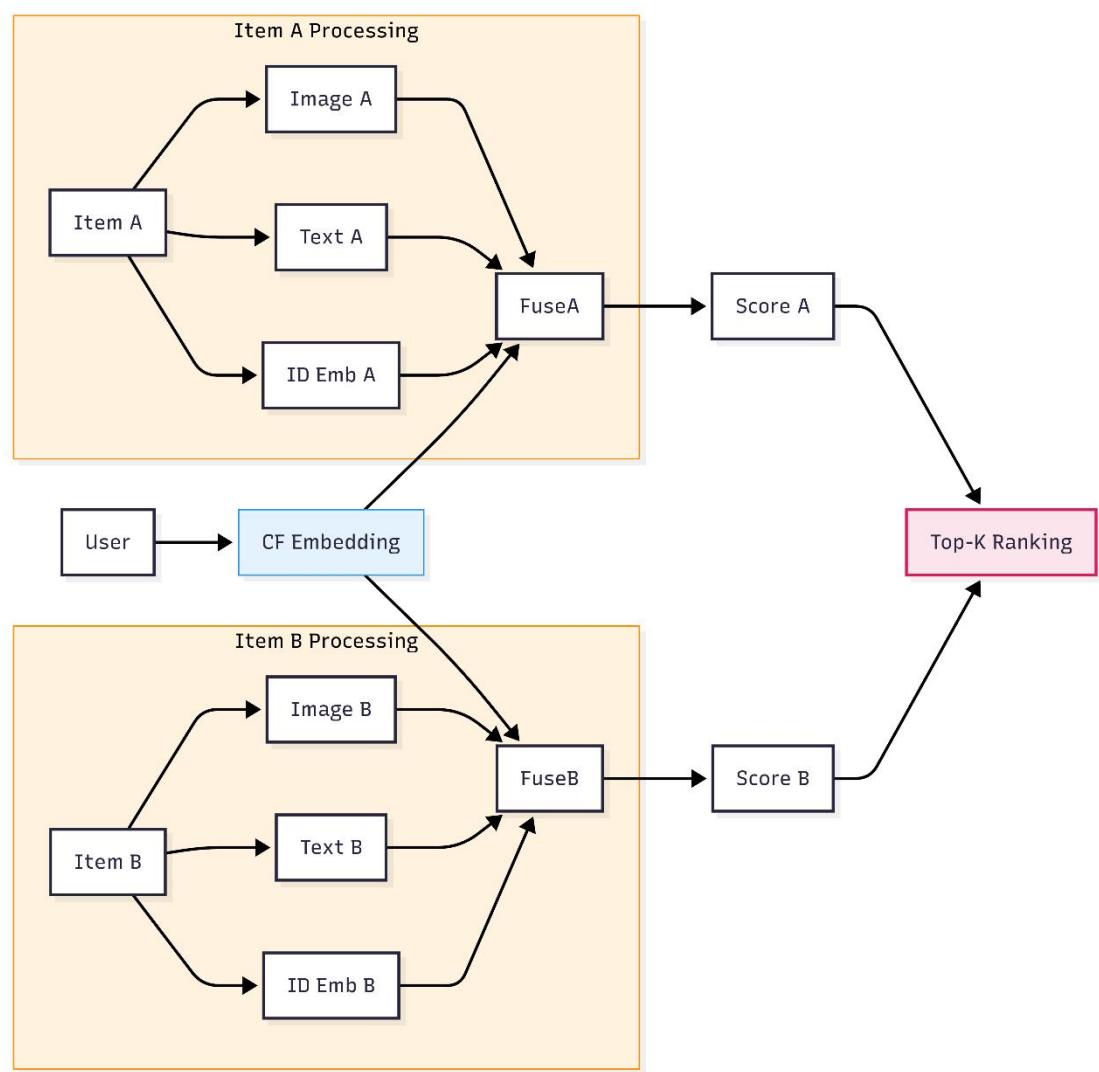 Item A Processing
Image A
Item A
Text A
FuseA
Score A
ID Emb A
User
CF Embedding
Top-K Ranking
Item B Processing
Image B
FuseB
Score B
Text B
Item B
ID Emb B